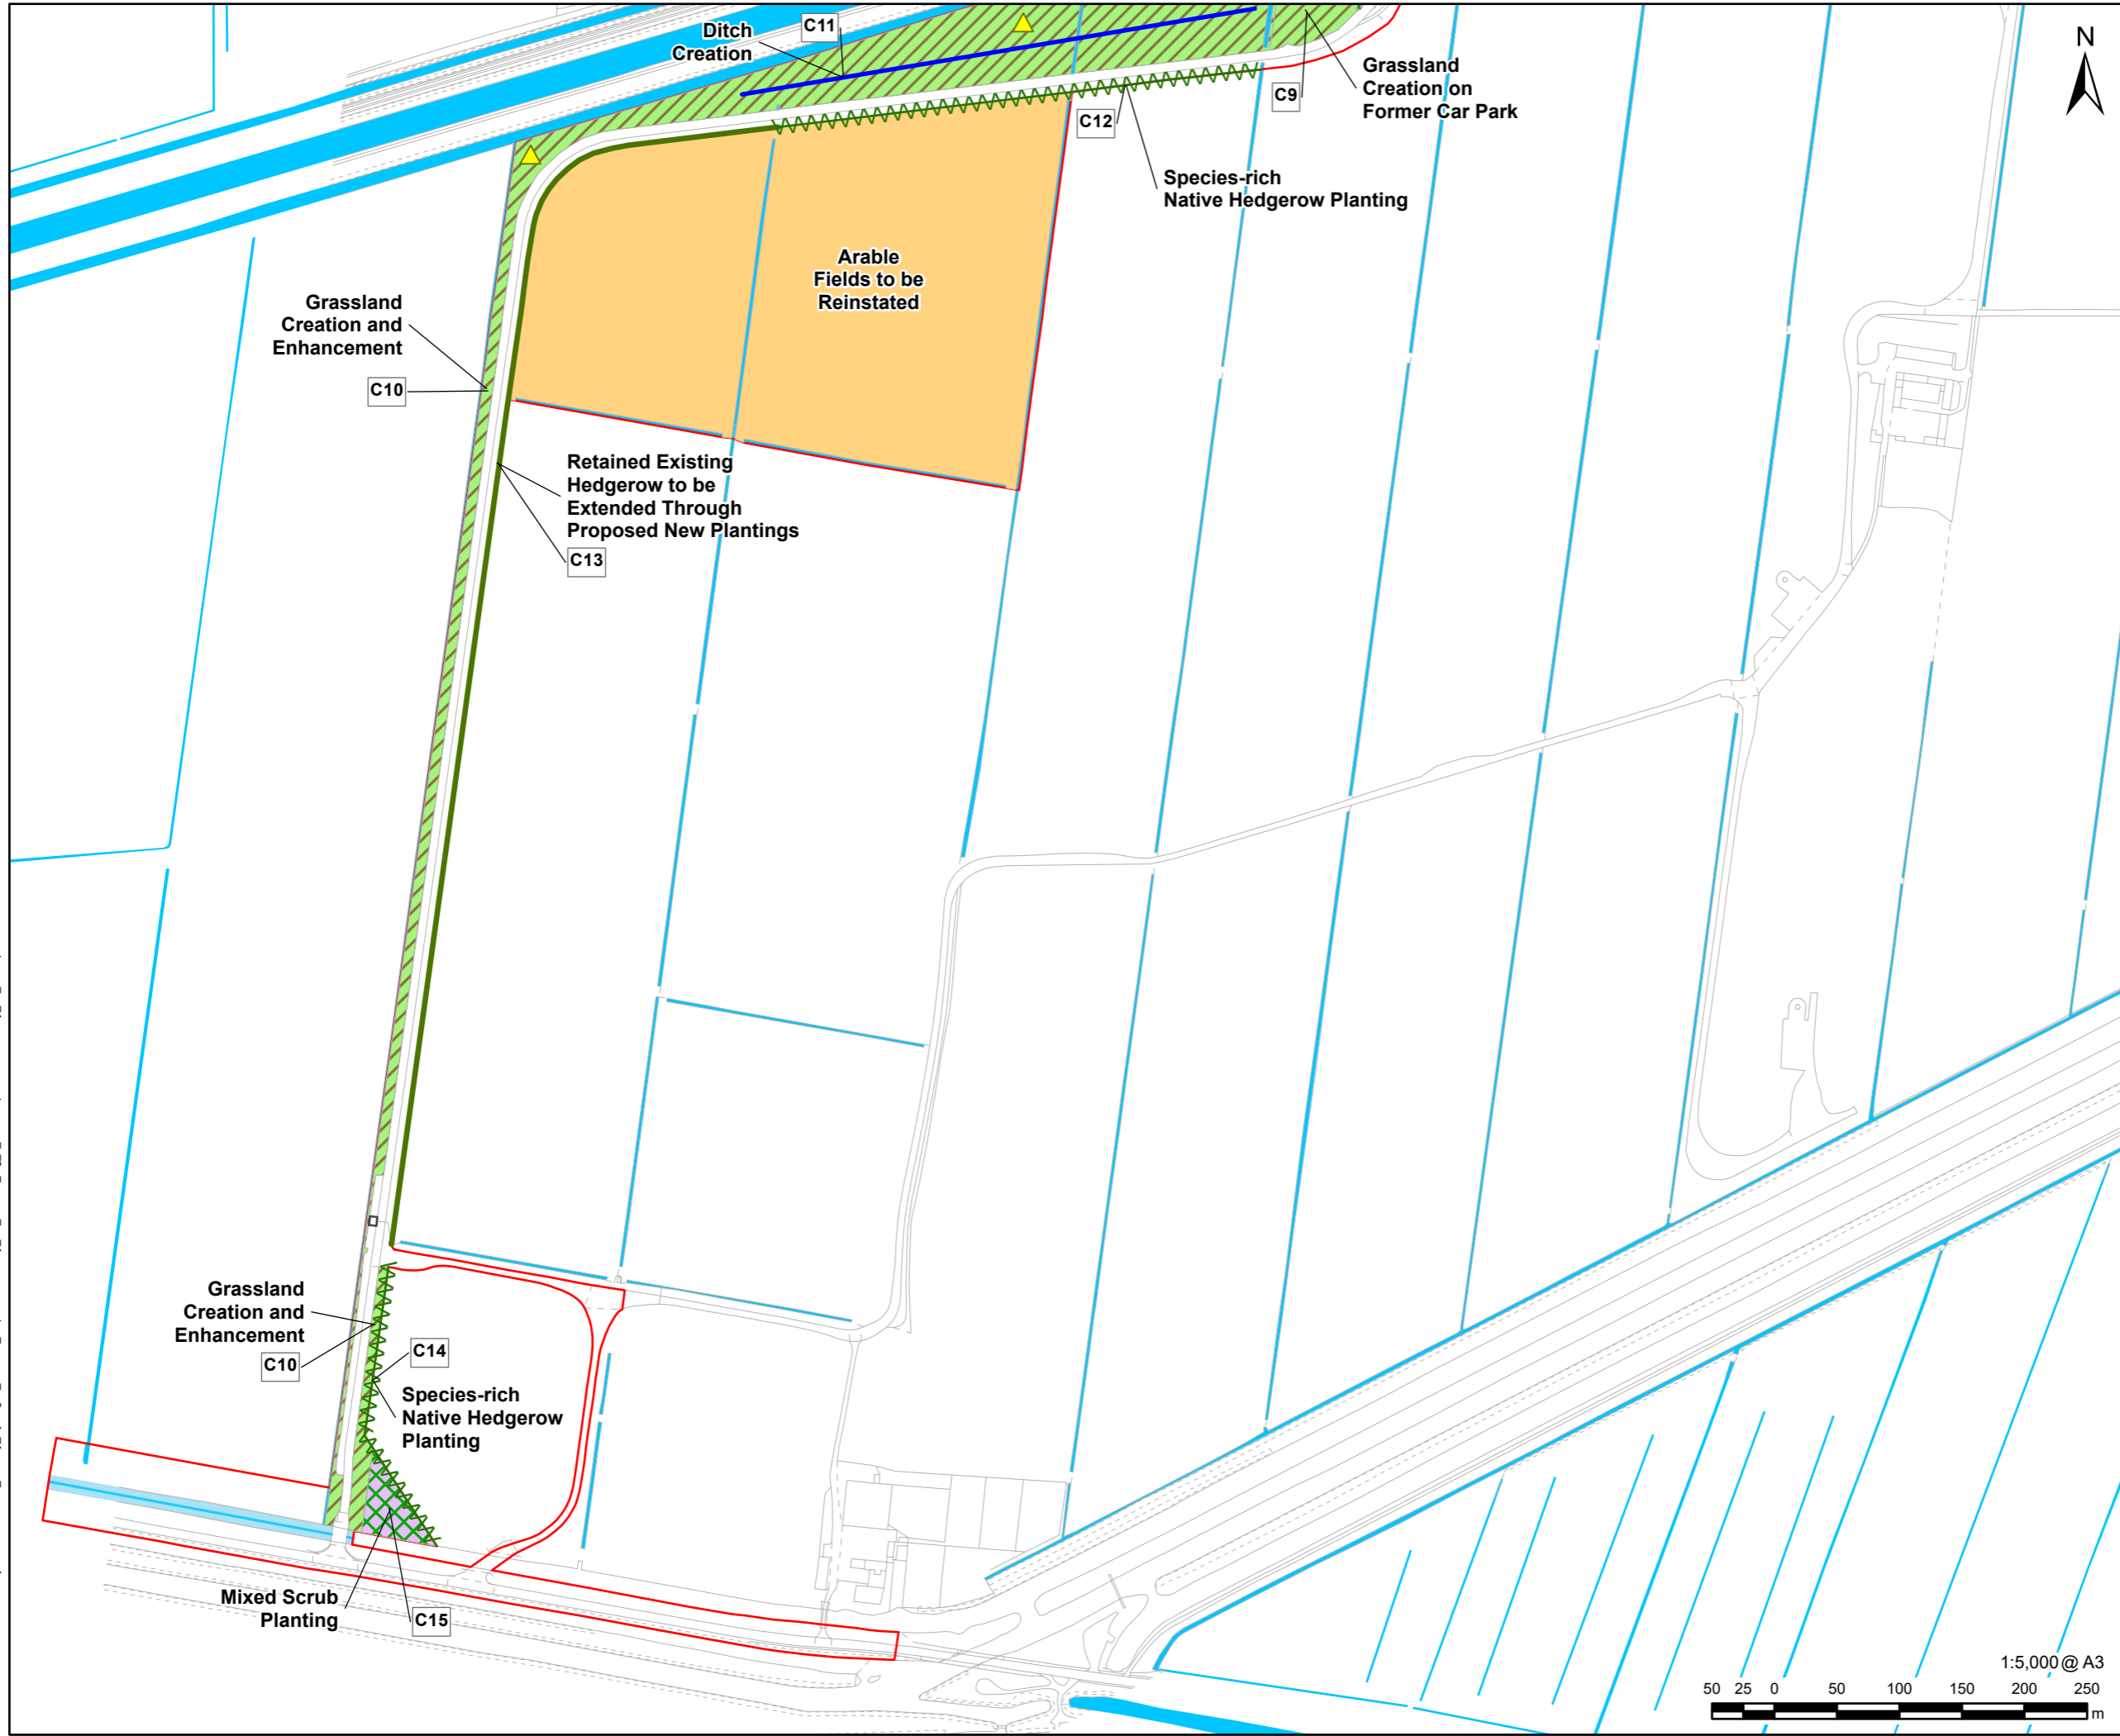 Ditch
Creation
C11
N
Grassland
Creation on
Former Car Park
C9
C12
Species-rich
Native Hedgerow Planting
Arable
Fields to be
Reinstated
Grassland
Creation and
Enhancement
C10
Retained Existing
Hedgerow to be
Extended Through
Proposed New Plantings
C13
Grassland
Creation and
Enhancement
C10
C14
Species-rich
Native Hedgerow
Planting
Mixed Scrub
Planting
C15
1:5,000 @ A3
50 25 0 50 100 150 200 250
m